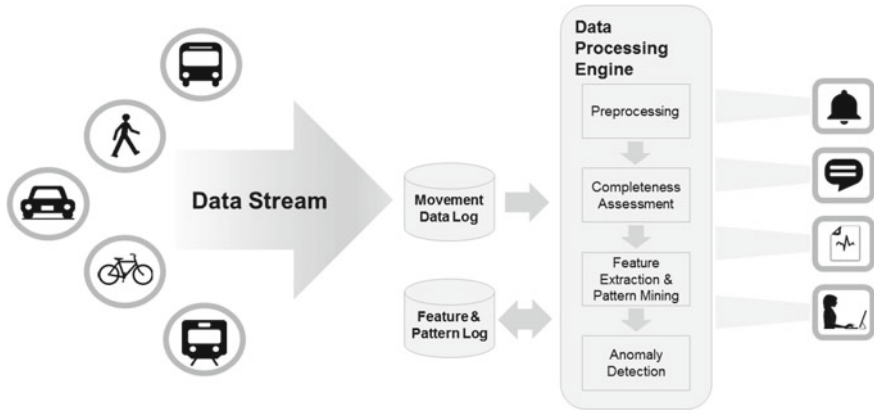 Data Stream
Movement
Data Log
Feature &
Pattern Log
Data
Processing
Engine
Preprocessing
Completeness
Assessment
Feature
Extraction &
Pattern Mining
Anomaly
Detection